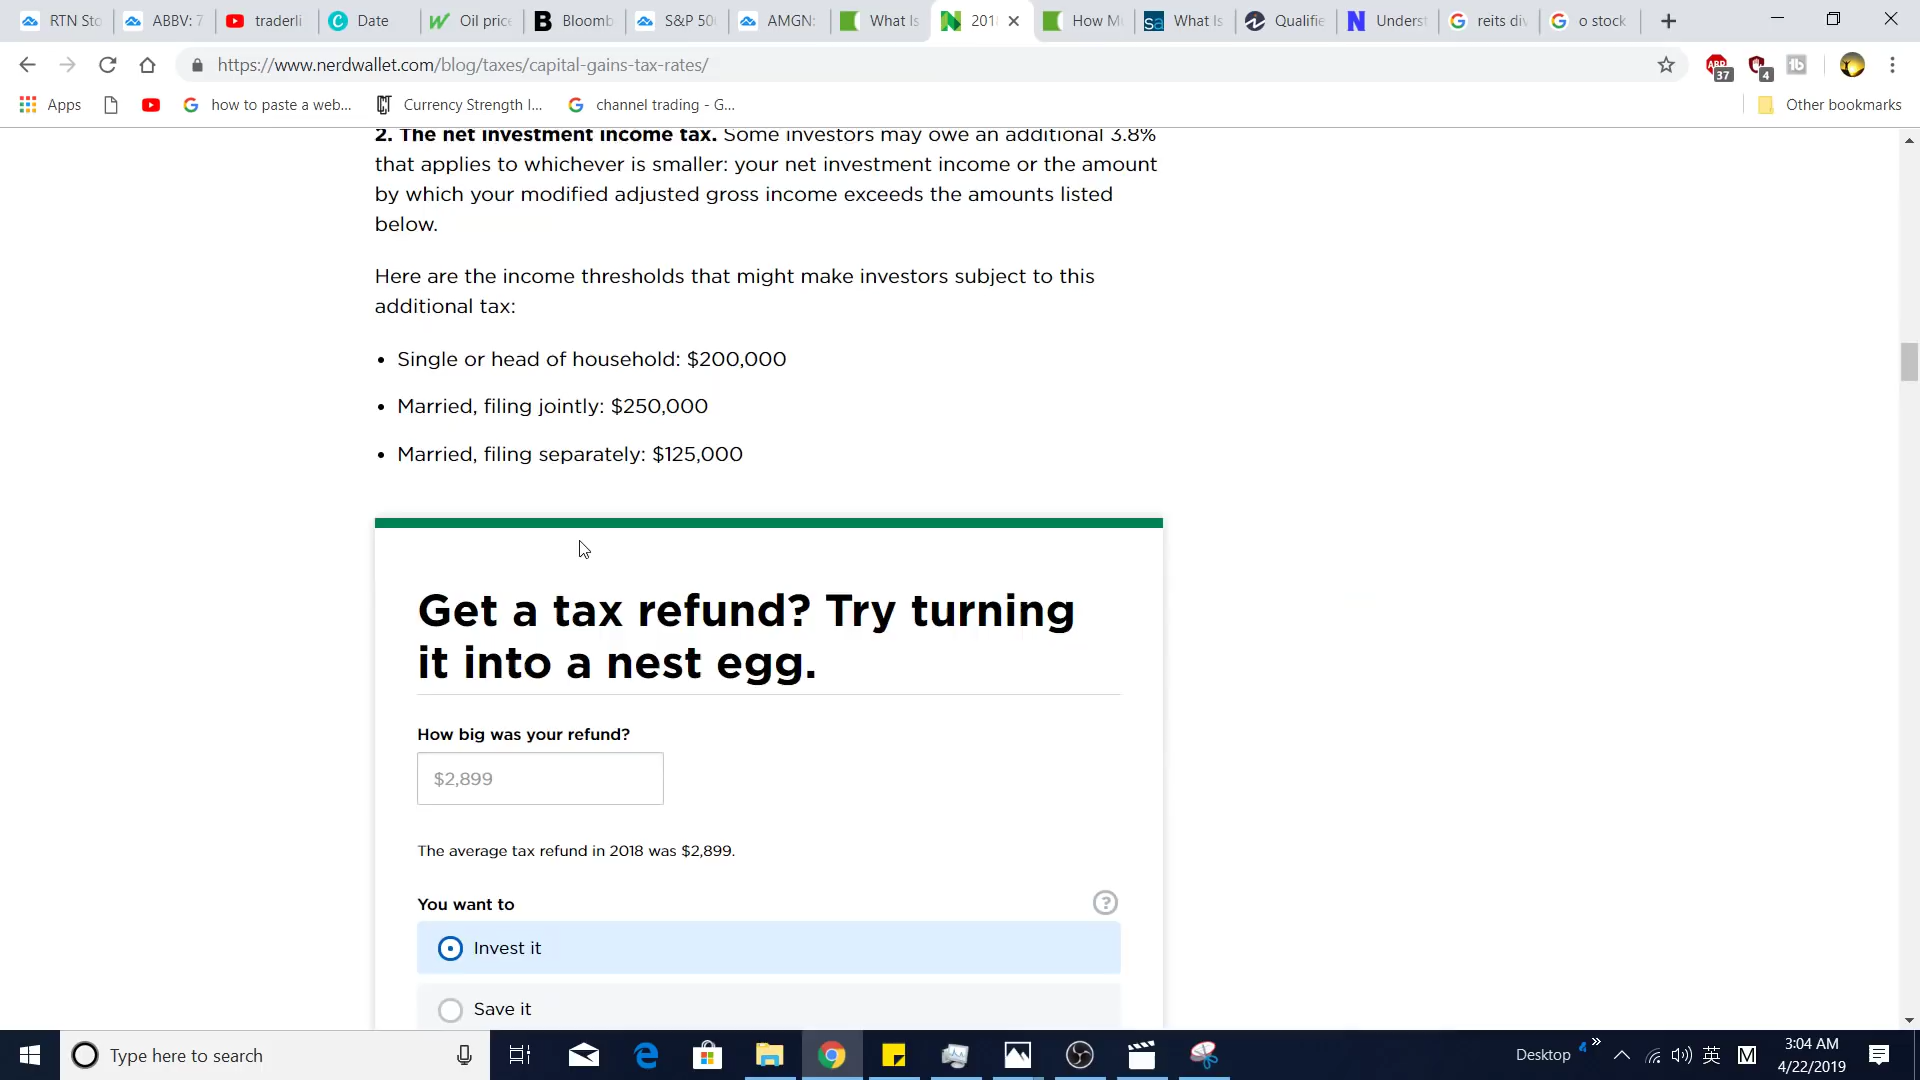 RTN Sto ABBV: 7 traderli Date Oil price Bloomb S&P 50 AMGN: What Is 201 How Mu What Is Qualifie Underst reits div o stock
https://www.nerdwallet.com/blog/taxes/capital-gains-tax-rates/
37 4
Apps how to paste a web... Currency Strength I... channel trading - G... Other bookmarks
2. The net investment income tax. Some investors may owe an additional 3.8%
that applies to whichever is smaller: your net investment income or the amount
by which your modified adjusted gross income exceeds the amounts listed
below.
Here are the income thresholds that might make investors subject to this
additional tax:
• Single or head of household: $200,000
• Married, filing jointly: $250,000
• Married, filing separately: $125,000
Get a tax refund? Try turning
it into a nest egg.
How big was your refund?
$2,899
The average tax refund in 2018 was $2,899.
You want to ?
Invest it
Save it
Type here to search
Desktop 4 » 英 M 3:04 AM
4/22/2019